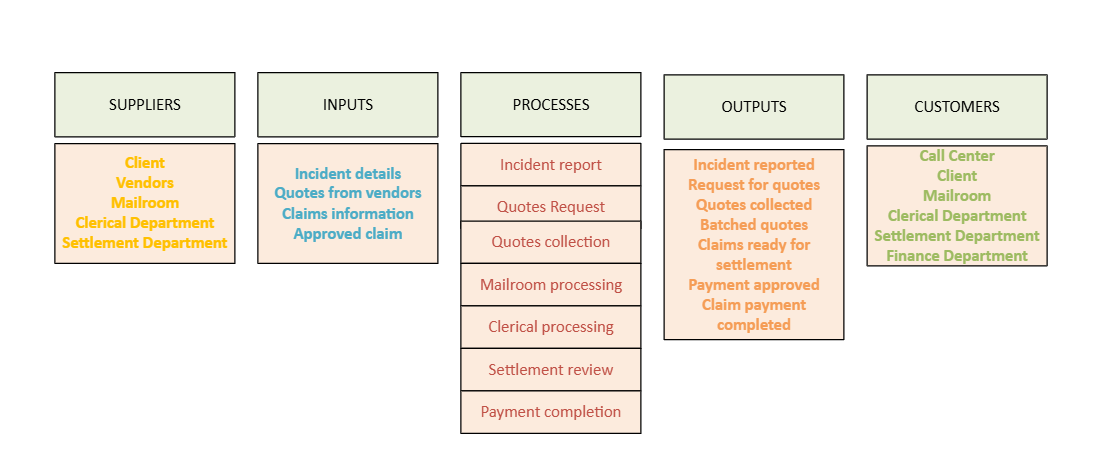 SUPPLIERS
Client
Vendors
Mailroom
Clerical Department
Settlement Department
INPUTS
Incident details
Quotes from vendors
Claims information
Approved claim
PROCESSES
Incident report
Quotes Request
Quotes collection
Mailroom processing
Clerical processing
Settlement review
Payment completion
OUTPUTS
Incident reported
Request for quotes
Quotes collected
Batched quotes
Claims ready for
settlement
Payment approved
Claim payment
completed
CUSTOMERS
Call Center
Client
Mailroom
Clerical Department
Settlement Department
Finance Department